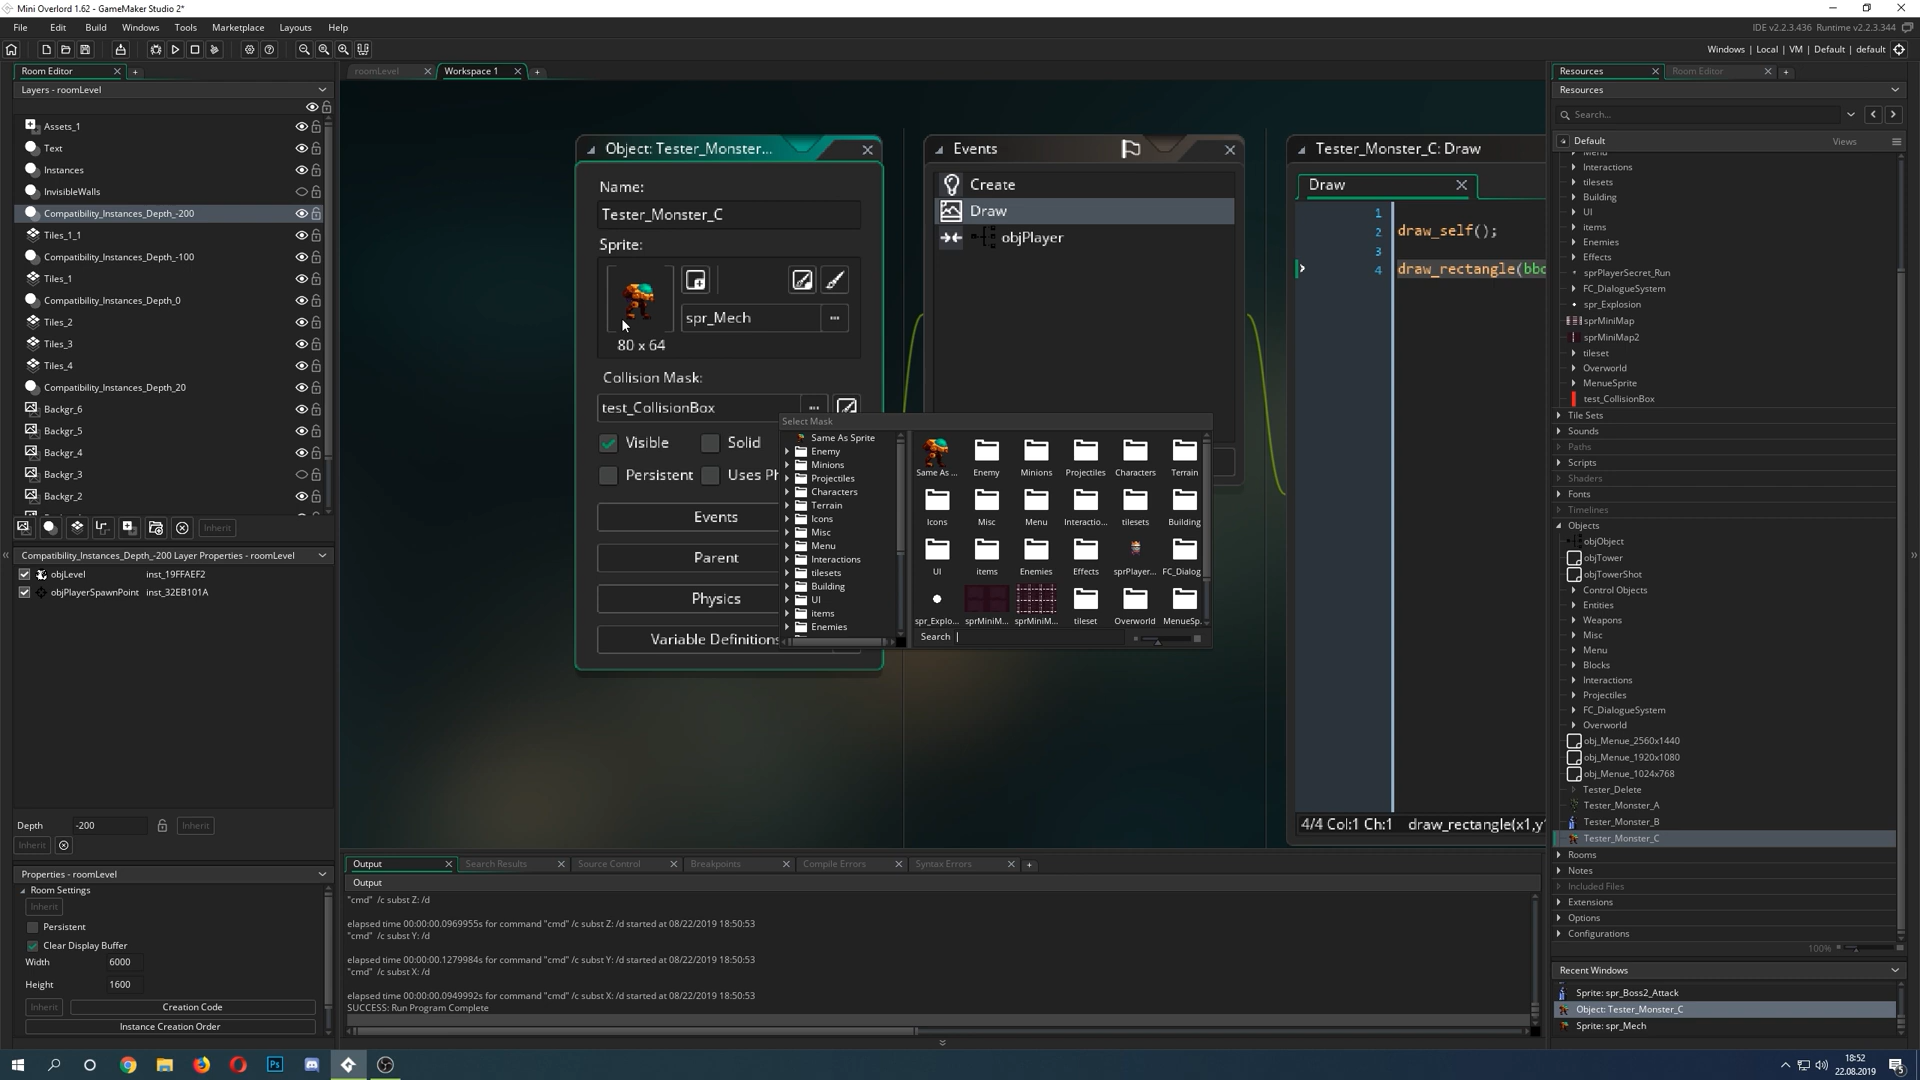 Mini Overlord 1.62 - GameMaker Studio 2*
File Edit Build Windows Tools Marketplace Layouts Help
IDE v2.2.3.436 Runtime v2.2.3.344
Windows | Local | VM | Default | default
Room Editor
Layers - roomLevel
Assets_1
Text
Instances
InvisibleWalls
Compatibility_Instances_Depth_-200
Tiles_1_1
Compatibility_Instances_Depth_-100
Tiles_1
Compatibility_Instances_Depth_0
Tiles_2
Tiles_3
Tiles_4
Compatibility_Instances_Depth_20
Backgr_6
Backgr_5
Backgr_4
Backgr_3
Backgr_2
Inherit
Compatibility_Instances_Depth_-200 Layer Properties - roomLevel
objLevel inst_19FFAEF2
objPlayerSpawnPoint inst_32EB101A
Depth -200 Inherit
Inherit
Properties - roomLevel
Room Settings
Inherit
Persistent
Clear Display Buffer
Width 6000
Height 1600
Inherit Creation Code
Instance Creation Order
roomLevel Workspace 1
Object: Tester_Monster...
Name:
Tester_Monster_C
Sprite:
spr_Mech ...
80 x 64
Collision Mask:
test_CollisionBox ...
Visible Solid
Persistent Uses Ph
Events
Parent
Physics
Variable Definitions
Events
Create
Draw
objPlayer
Tester_Monster_C: Draw
Draw
1
2 draw_self();
3
4 draw_rectangle(bbo
4/4 Col:1 Ch:1 draw_rectangle(x1,y1
Select Mask
Same As Sprite
Enemy
Minions
Projectiles
Characters
Terrain
Icons
Misc
Menu
Interactions
tilesets
Building
UI
items
Enemies
Same As ... Enemy Minions Projectiles Characters Terrain
Icons Misc Menu Interactio... tilesets Building
UI items Enemies Effects sprPlayer... FC_Dialog
spr_Explo... sprMiniM... sprMiniM... tileset Overworld MenueSp.
Search
Output Search Results Source Control Breakpoints Compile Errors Syntax Errors
Output
"cmd" /c subst Z: /d
elapsed time 00:00:00.0969955s for command "cmd" /c subst Z: /d started at 08/22/2019 18:50:53
"cmd" /c subst Y: /d
elapsed time 00:00:00.1279984s for command "cmd" /c subst Y: /d started at 08/22/2019 18:50:53
"cmd" /c subst X: /d
elapsed time 00:00:00.0949992s for command "cmd" /c subst X: /d started at 08/22/2019 18:50:53
SUCCESS: Run Program Complete
Resources Room Editor
Resources
Search...
Default Views
Menu
Interactions
tilesets
Building
UI
items
Enemies
Effects
sprPlayerSecret_Run
FC_DialogueSystem
spr_Explosion
sprMiniMap
sprMiniMap2
tileset
Overworld
MenueSprite
test_CollisionBox
Tile Sets
Sounds
Paths
Scripts
Shaders
Fonts
Timelines
Objects
objObject
objTower
objTowerShot
Control Objects
Entities
Weapons
Misc
Menu
Blocks
Interactions
Projectiles
FC_DialogueSystem
Overworld
obj_Menue_2560x1440
obj_Menue_1920x1080
obj_Menue_1024x768
Tester_Delete
Tester_Monster_A
Tester_Monster_B
Tester_Monster_C
Rooms
Notes
Included Files
Extensions
Options
Configurations
100%
Recent Windows
Sprite: spr_Boss2_Attack
Object: Tester_Monster_C
Sprite: spr_Mech
Ps
18:52
22.08.2019
5